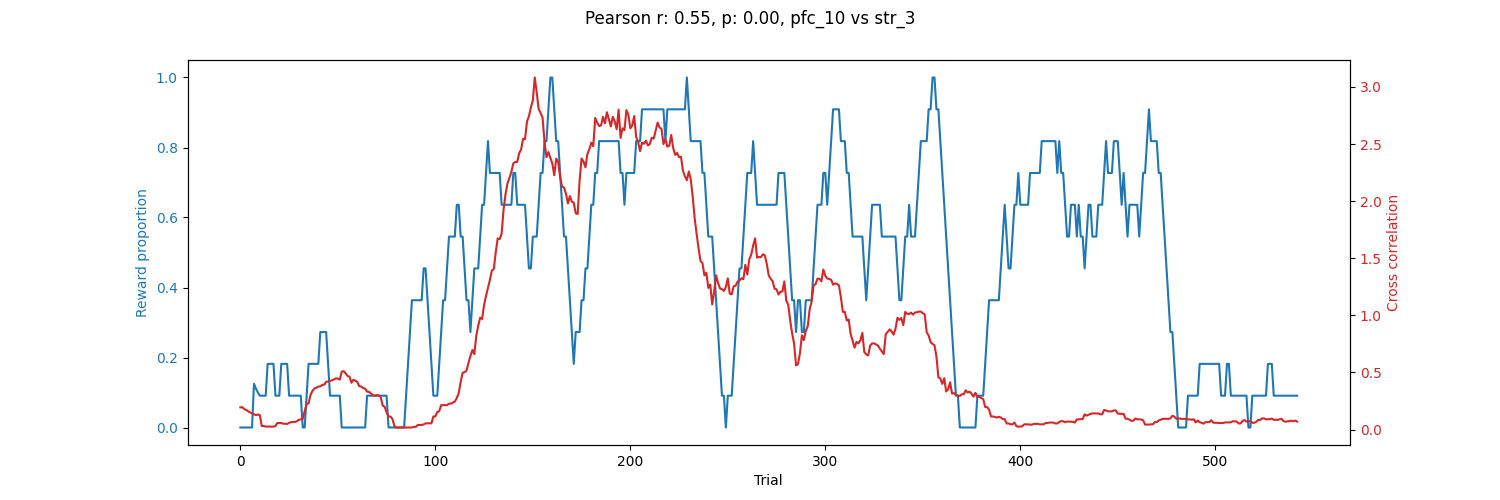 Pearson r: 0.55, p: 0.00, pfc_10 vs str_3
1.0
0.8
0.6
0.4
0.2
0.0
Reward proportion
3.0
2.5
2.0
1.5
1.0
0.5
0.0
Cross correlation
0 100 200 300 400 500
Trial